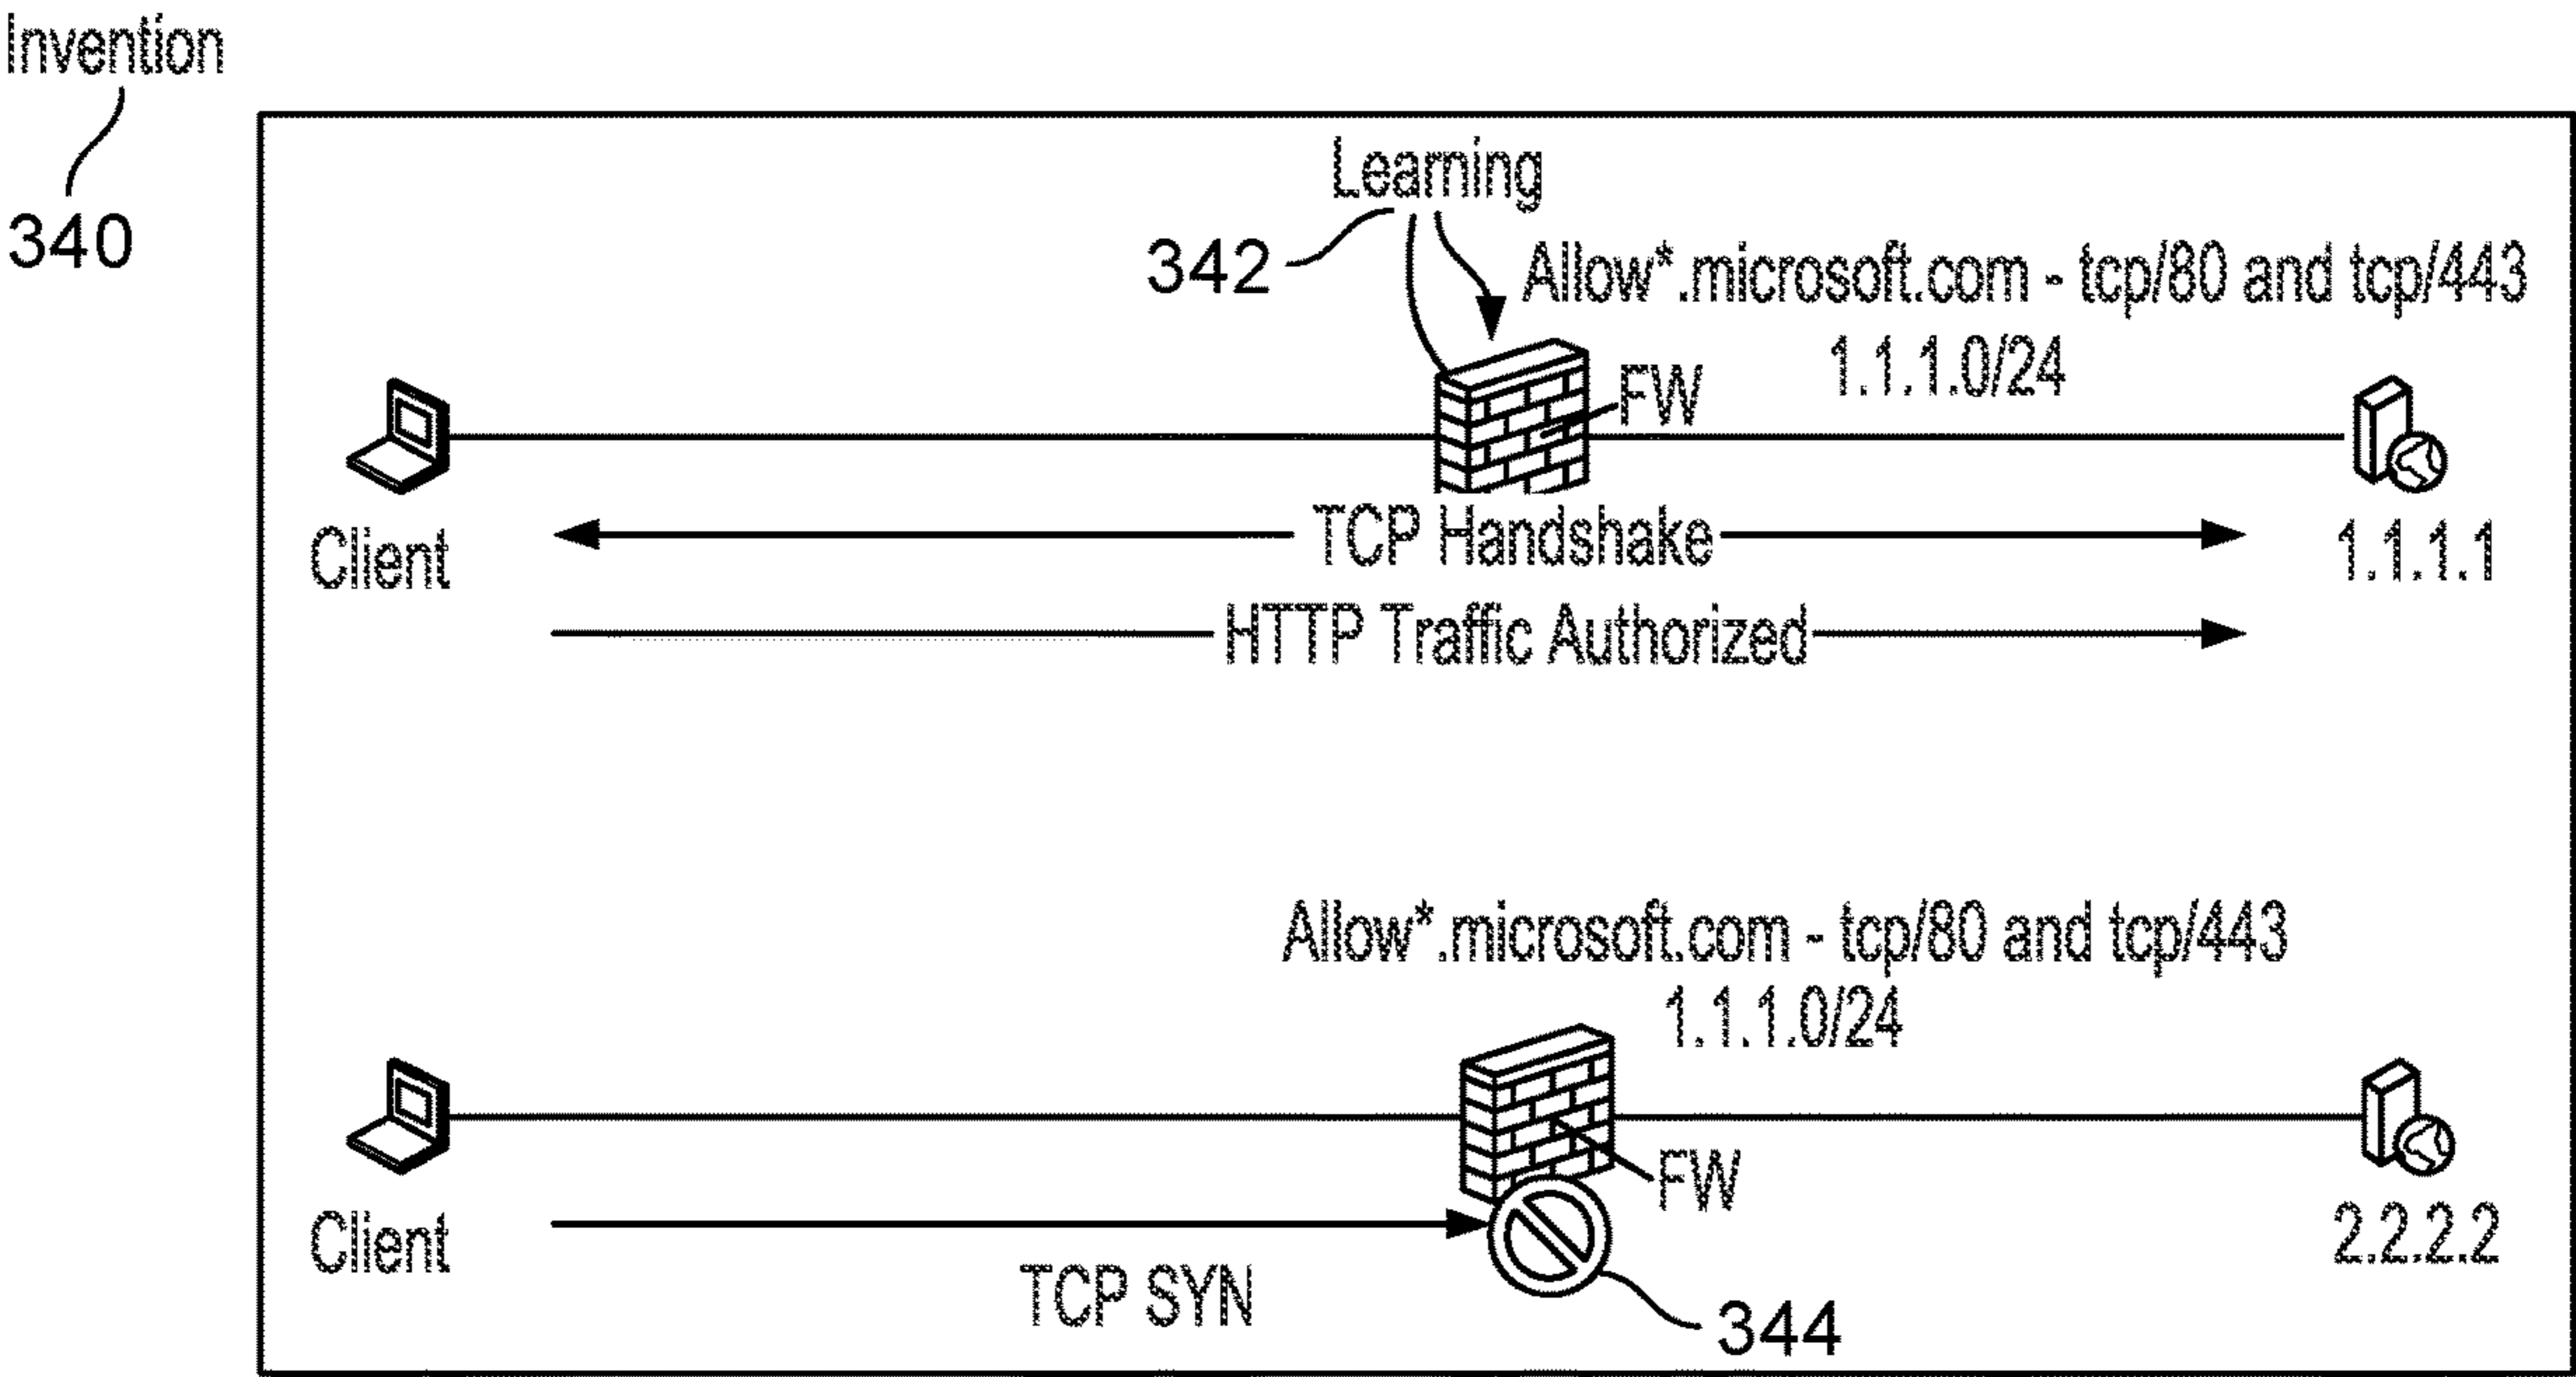 Invention
340
Learning
342
Allow*.microsoft.com - tcp/80 and tcp/443
1.1.1.0/24
FW
Client
TCP Handshake
1.1.1.1
HTTP Traffic Authorized
Allow*.microsoft.com - tcp/80 and tcp/443
1.1.1.0/24
FW
Client
2.2.2.2
TCP SYN
344